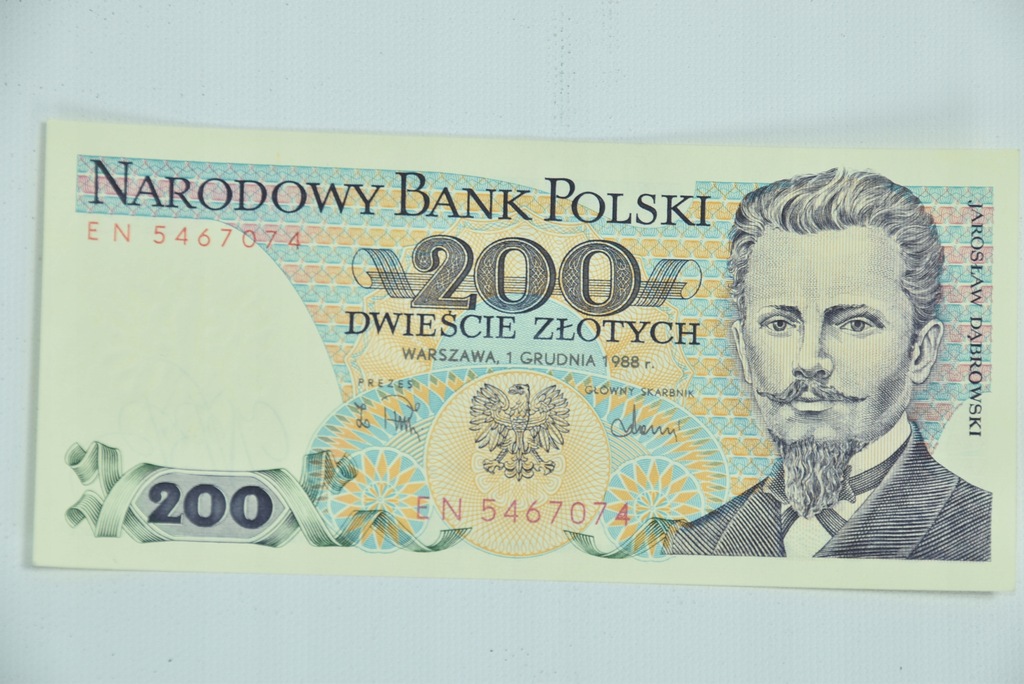 NARODOWY BANK POLSKI
EN 5467074
200
DWIEŚCIE ZŁOTYCH
WARSZAWA, 1 GRUDNIA 1988 r.
PREZES
GŁÓWNY SKARBNIK
EN 5467074
200
JAROSŁAW DĄBROWSKI